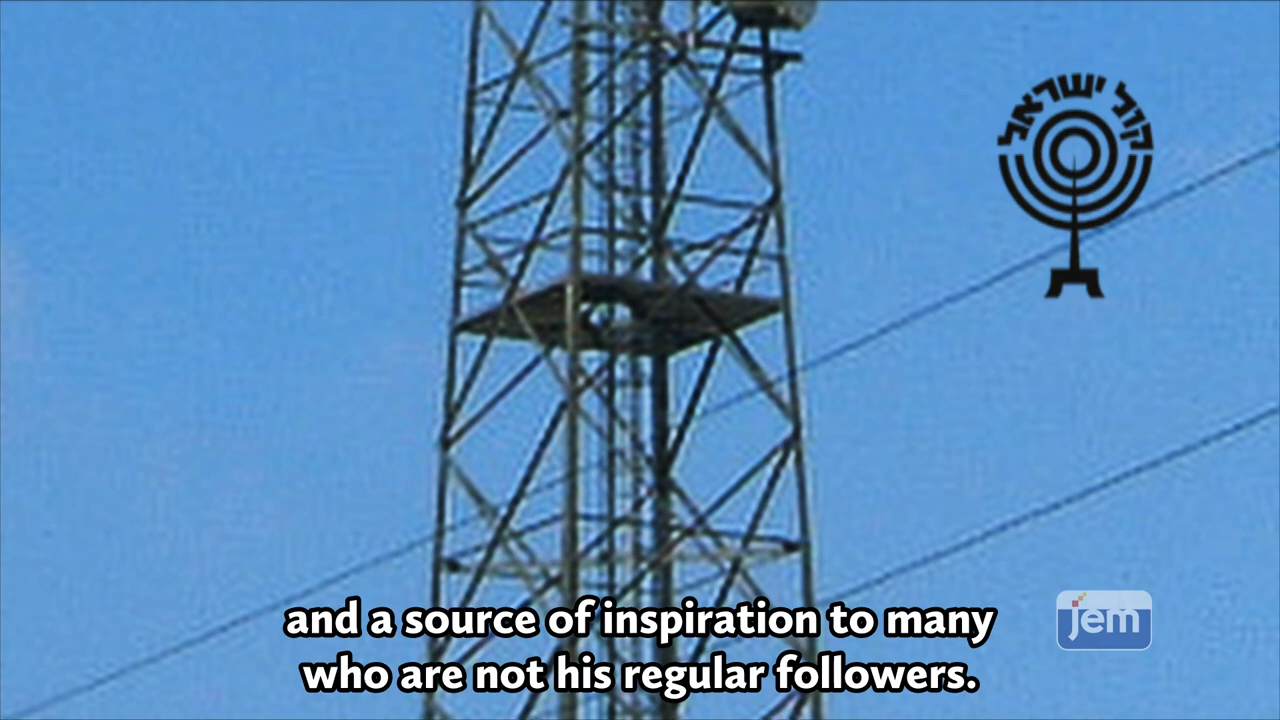 קול ישראל
jem
and a source of inspiration to many
who are not his regular followers.